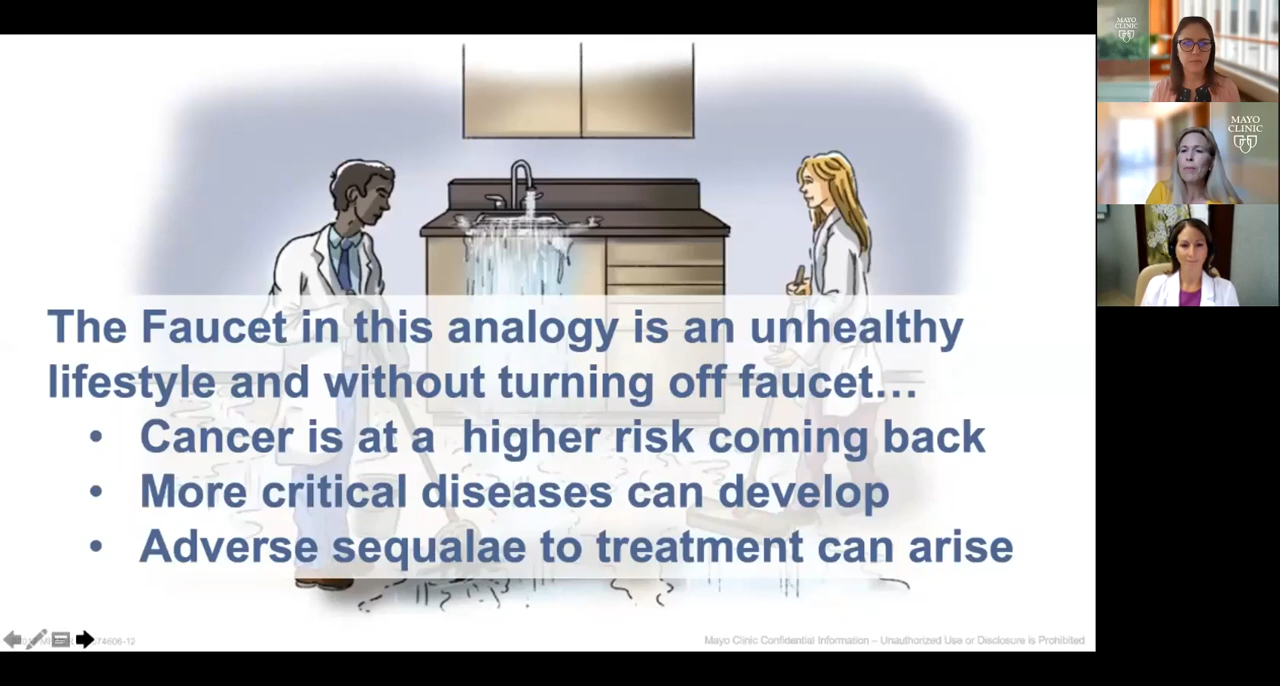 MAYO
CLINIC
MAYO
CLINIC
The Faucet in this analogy is an unhealthy
lifestyle and without turning off faucet...
• Cancer is at a  higher risk coming back
• More critical diseases can develop
• Adverse sequalae to treatment can arise
74606-12
Mayo Clinic Confidential Information – Unauthorized Use or Disclosure is Prohibited